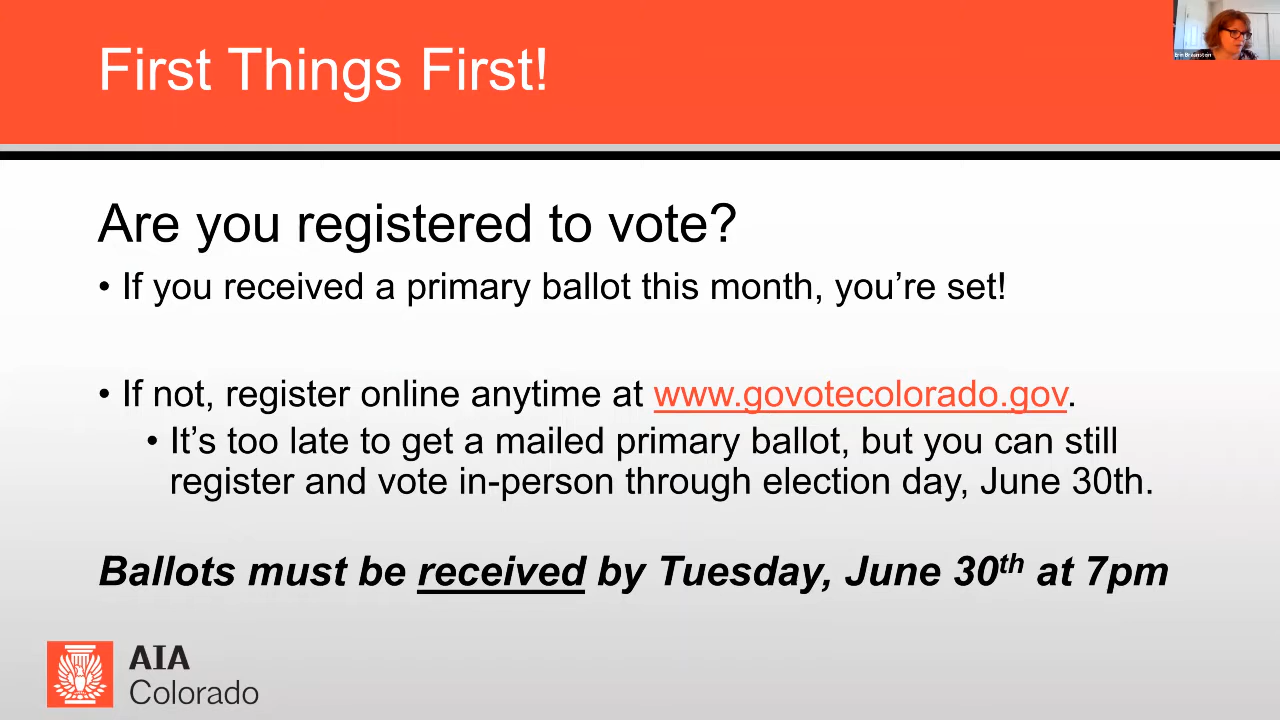 First Things First!
Erin Braunstein
Are you registered to vote?
• If you received a primary ballot this month, you’re set!
• If not, register online anytime at www.govotecolorado.gov.
• It’s too late to get a mailed primary ballot, but you can still
register and vote in-person through election day, June 30th.
Ballots must be received by Tuesday, June 30th at 7pm
AIA
Colorado